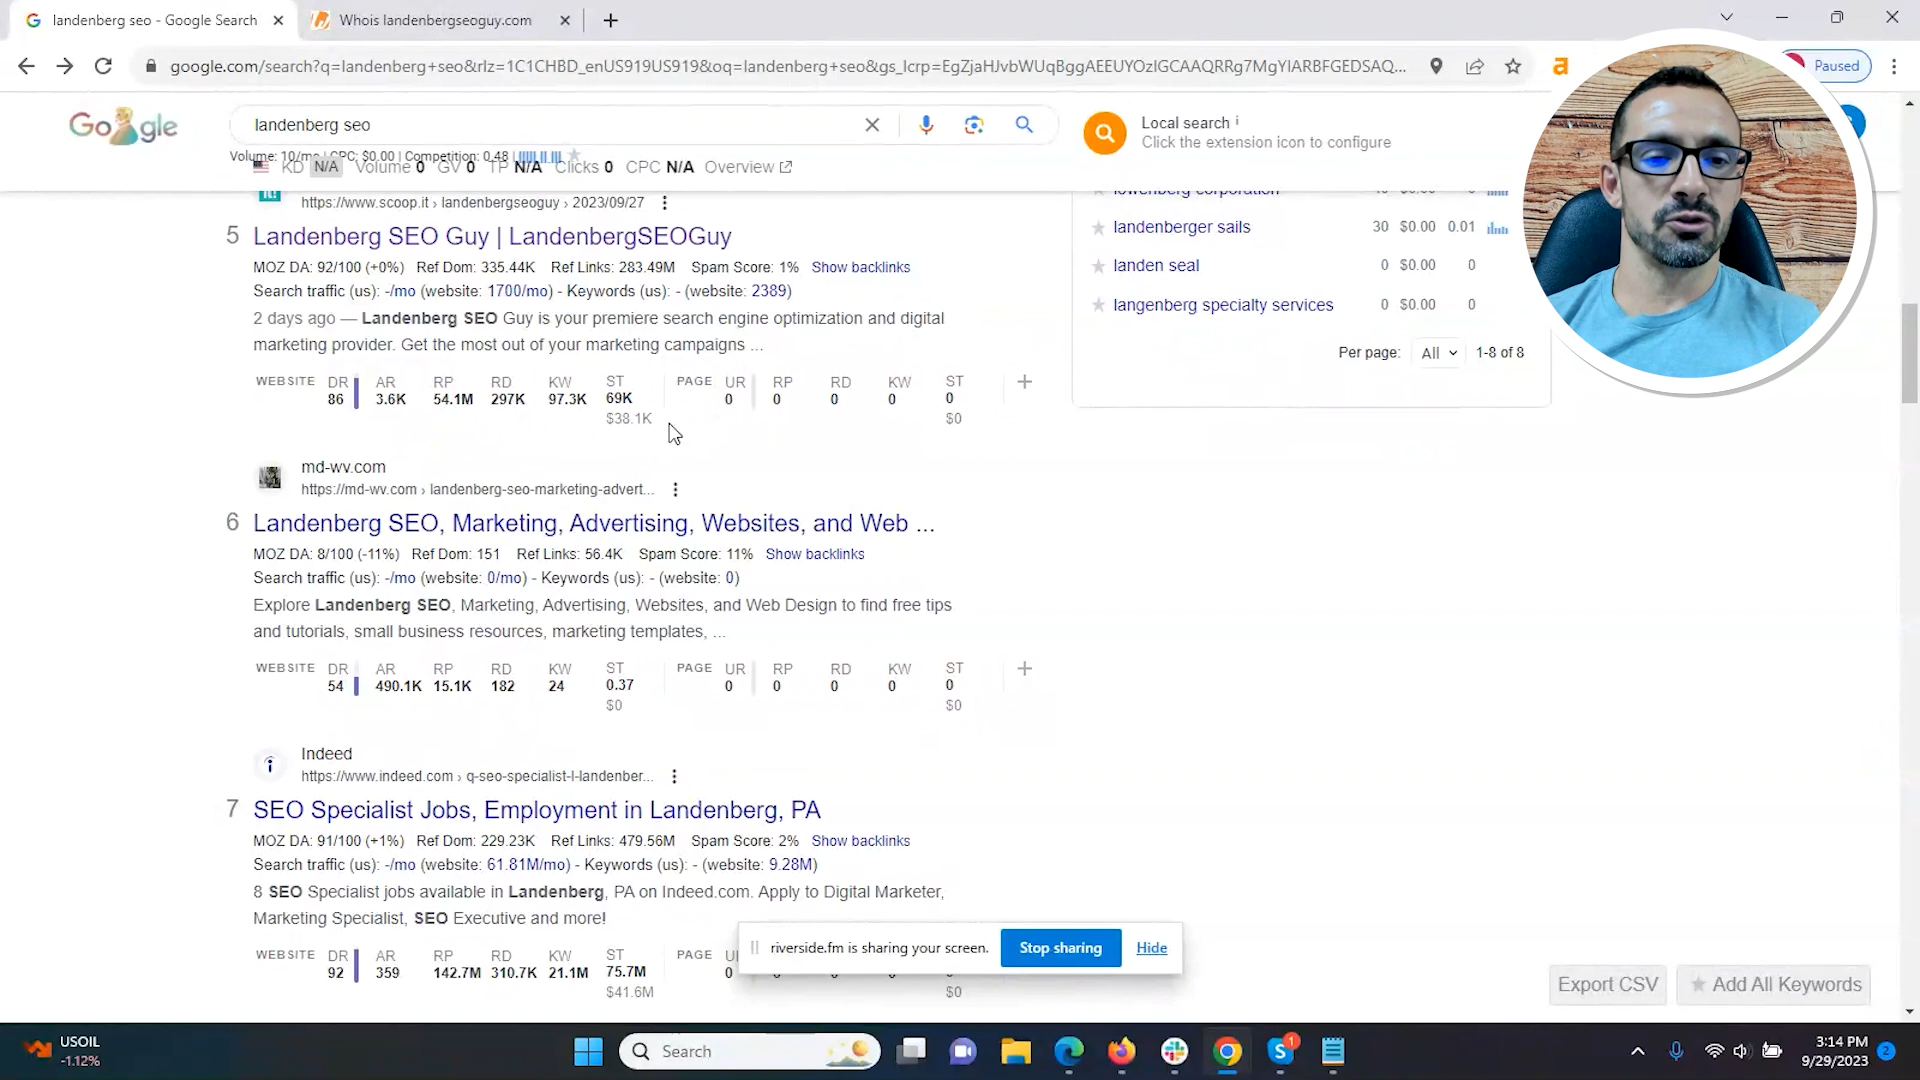 landenberg seo - Google Search
Whois landenbergseoguy.com
google.com/search?q=landenberg+seo&rlz=1C1CHBD_enUS919US919&oq=landenberg+seo&gs_lcrp=EgZjaHJvbWUqBggAEEUYOzIGCAAQRRg7MgYIARBFGEDSAQ...
Paused
Google
landenberg seo
Local search i
Click the extension icon to configure
Volume: 10/mo | CPC: $0.00 | Competition: 0.48
KD N/A Volume 0 GV 0 TP N/A Clicks 0 CPC N/A Overview
https://www.scoop.it › landenbergseoguy › 2023/09/27
5 Landenberg SEO Guy | LandenbergSEOGuy
MOZ DA: 92/100 (+0%) Ref Dom: 335.44K Ref Links: 283.49M Spam Score: 1% Show backlinks
Search traffic (us): -/mo (website: 1700/mo) - Keywords (us): - (website: 2389)
2 days ago — Landenberg SEO Guy is your premiere search engine optimization and digital
marketing provider. Get the most out of your marketing campaigns ...
WEBSITE DR AR RP RD KW ST PAGE UR RP RD KW ST
86 3.6K 54.1M 297K 97.3K 69K 0 0 0 0 0
$38.1K $0
md-wv.com
https://md-wv.com › landenberg-seo-marketing-advert...
6 Landenberg SEO, Marketing, Advertising, Websites, and Web ...
MOZ DA: 8/100 (-11%) Ref Dom: 151 Ref Links: 56.4K Spam Score: 11% Show backlinks
Search traffic (us): -/mo (website: 0/mo) - Keywords (us): - (website: 0)
Explore Landenberg SEO, Marketing, Advertising, Websites, and Web Design to find free tips
and tutorials, small business resources, marketing templates, ...
WEBSITE DR AR RP RD KW ST PAGE UR RP RD KW ST
54 490.1K 15.1K 182 24 0.37 0 0 0 0 0
$0 $0
Indeed
https://www.indeed.com › q-seo-specialist-l-landenber...
7 SEO Specialist Jobs, Employment in Landenberg, PA
MOZ DA: 91/100 (+1%) Ref Dom: 229.23K Ref Links: 479.56M Spam Score: 2% Show backlinks
Search traffic (us): -/mo (website: 61.81M/mo) - Keywords (us): - (website: 9.28M)
8 SEO Specialist jobs available in Landenberg, PA on Indeed.com. Apply to Digital Marketer,
Marketing Specialist, SEO Executive and more!
WEBSITE DR AR RP RD KW ST PAGE
92 359 142.7M 310.7K 21.1M 75.7M 0
$41.6M $0
lowenberg corporation
landenberger sails 30 $0.00 0.01
landen seal 0 $0.00 0
langenberg specialty services 0 $0.00 0
Per page: All 1-8 of 8
riverside.fm is sharing your screen. Stop sharing Hide
Export CSV Add All Keywords
USOIL
-1.12%
Search
1
3:14 PM
9/29/2023
2